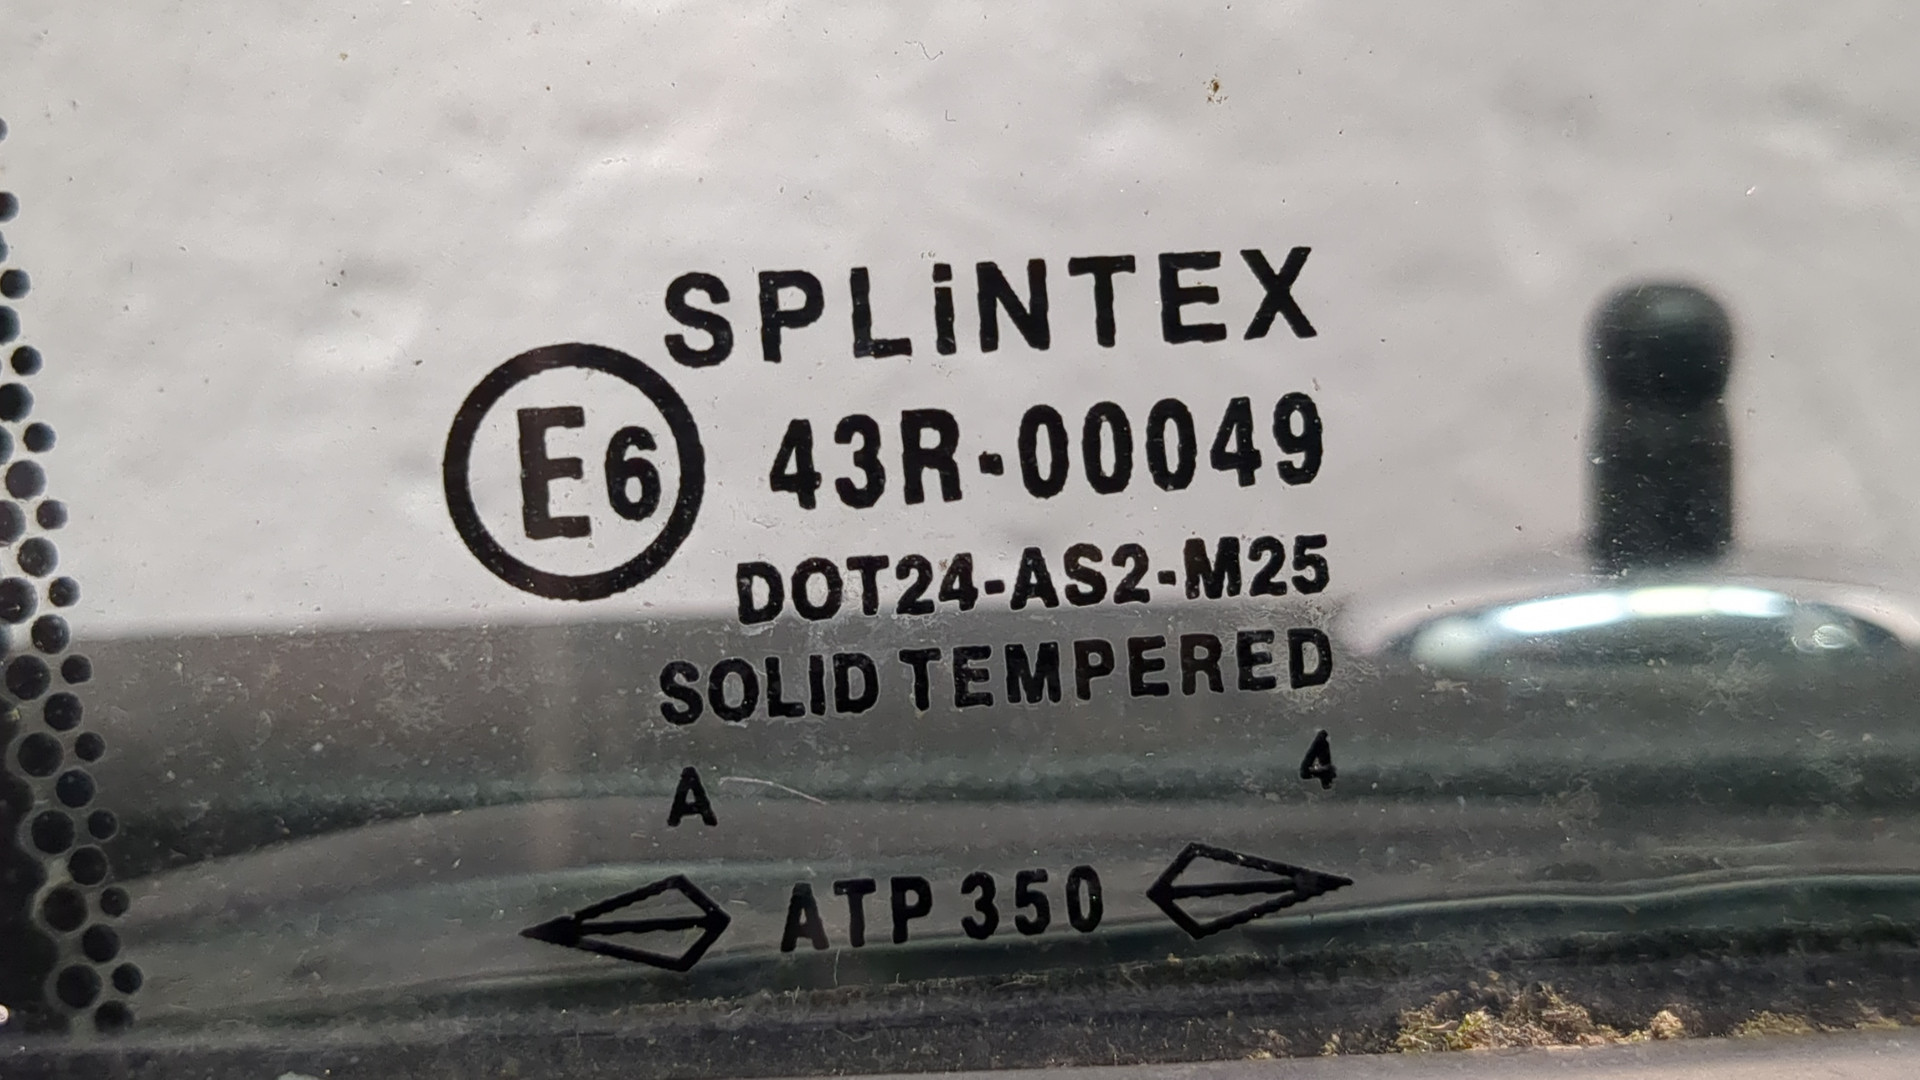 SPLiNTEX
E6 43R-00049
DOT24-AS2-M25
SOLID TEMPERED
A 4
ATP 350